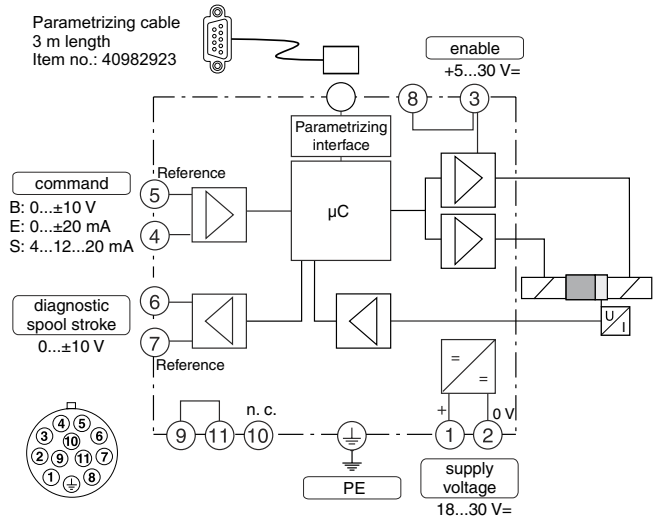 Parametrizing cable
3 m length
Item no.: 40982923
enable
+5...30 V=
8
3
Parametrizing
interface
command
B: 0...±10 V
E: 0...±20 mA
S: 4...12...20 mA
Reference
5
4
µC
diagnostic
spool stroke
0...±10 V
6
7
Reference
U
I
=
=
+
0 V
n. c.
9
11
10
1
2
PE
supply
voltage
18...30 V=
4 5
3 10 6
2 9 11 7
1 8